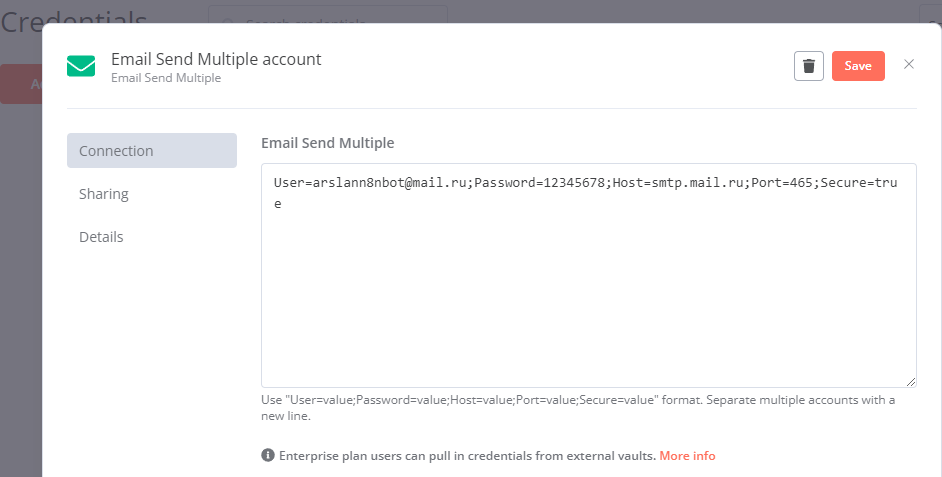 Credentials
Search credentials
Email Send Multiple account
Email Send Multiple
Save
Connection
Sharing
Details
Email Send Multiple
User=arslann8nbot@mail.ru;Password=12345678;Host=smtp.mail.ru;Port=465;Secure=tru
e
Use "User=value;Password=value;Host=value;Port=value;Secure=value" format. Separate multiple accounts with a
new line.
Enterprise plan users can pull in credentials from external vaults. More info